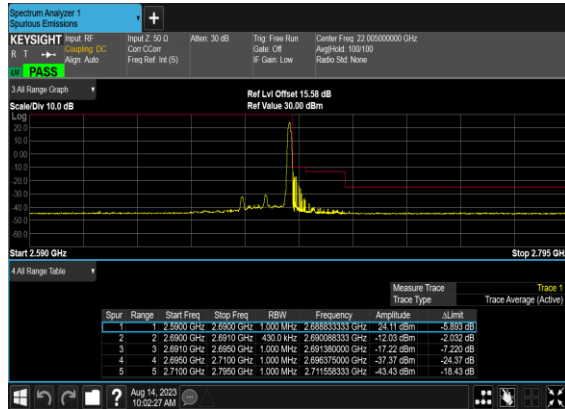 Spectrum Analyzer 1
Spurious Emissions
KEYSIGHT
R T
Input: RF
Coupling: DC
Align: Auto
Input Z: 50 Ω
Corr CCorr
Freq Ref: Int (S)
Atten: 30 dB
Trig: Free Run
Gate: Off
IF Gain: Low
Center Freq: 22.005000000 GHz
Avg|Hold: 100/100
Radio Std: None
PASS
3 All Range Graph
Ref Lvl Offset 15.58 dB
Scale/Div 10.0 dB
Ref Value 30.00 dBm
Log
20.0
10.0
0.00
-10.0
-20.0
-30.0
-40.0
-50.0
-60.0
Start 2.590 GHz
Stop 2.795 GH
4 All Range Table
Measure Trace Trace 1
Trace Type Trace Average (Active)
Spur Range Start Freq Stop Freq RBW Frequency Amplitude ΔLimit
1 1 2.5900 GHz 2.6900 GHz 1.000 MHz 2.688833333 GHz 24.11 dBm -5.893 dB
2 2 2.6900 GHz 2.6910 GHz 430.0 kHz 2.690088333 GHz -12.03 dBm -2.032 dB
3 3 2.6910 GHz 2.6950 GHz 1.000 MHz 2.691380000 GHz -17.22 dBm -7.220 dB
4 4 2.6950 GHz 2.7100 GHz 1.000 MHz 2.696375000 GHz -37.37 dBm -24.37 dB
5 5 2.7100 GHz 2.7950 GHz 1.000 MHz 2.711558333 GHz -43.43 dBm -18.43 dB
Aug 14, 2023
10:02:27 AM